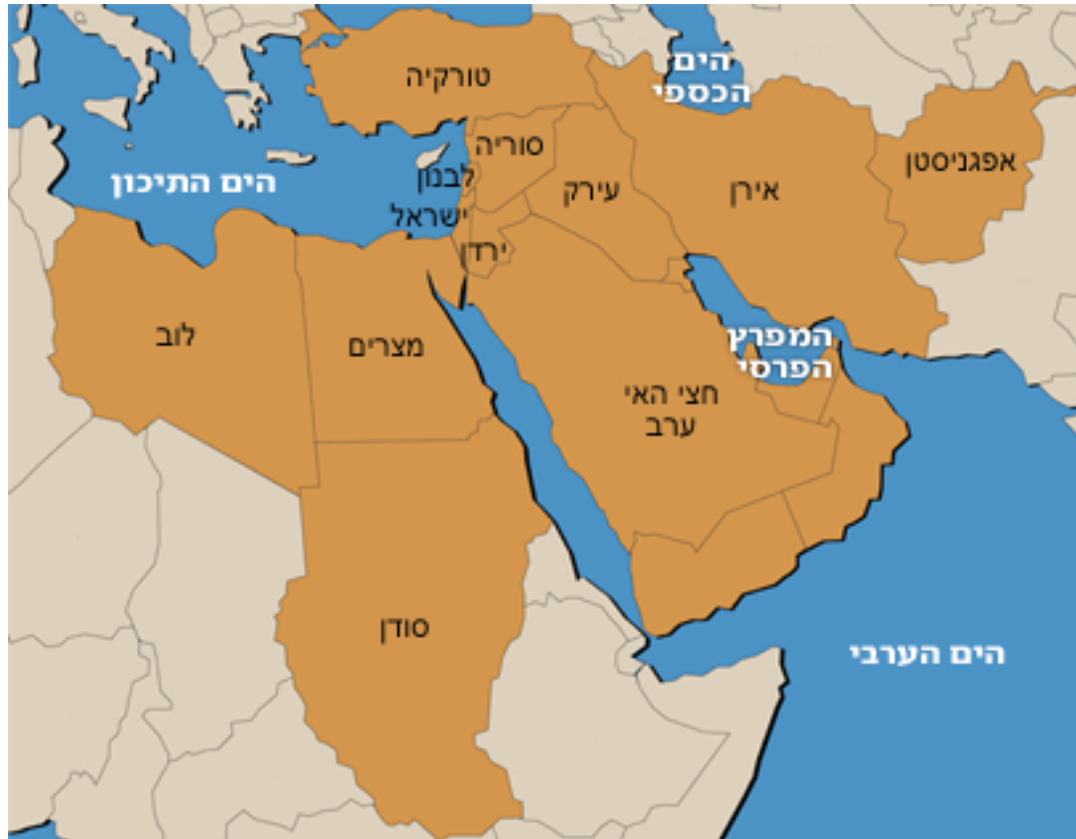 הים
הכספי
טורקיה
סוריה
אפגניסטן
לבנון
הים התיכון
עירק
אירן
ישראל
ירדן
לוב
מצרים
המפרץ
הפרסי
חצי האי
ערב
סודן
הים הערבי